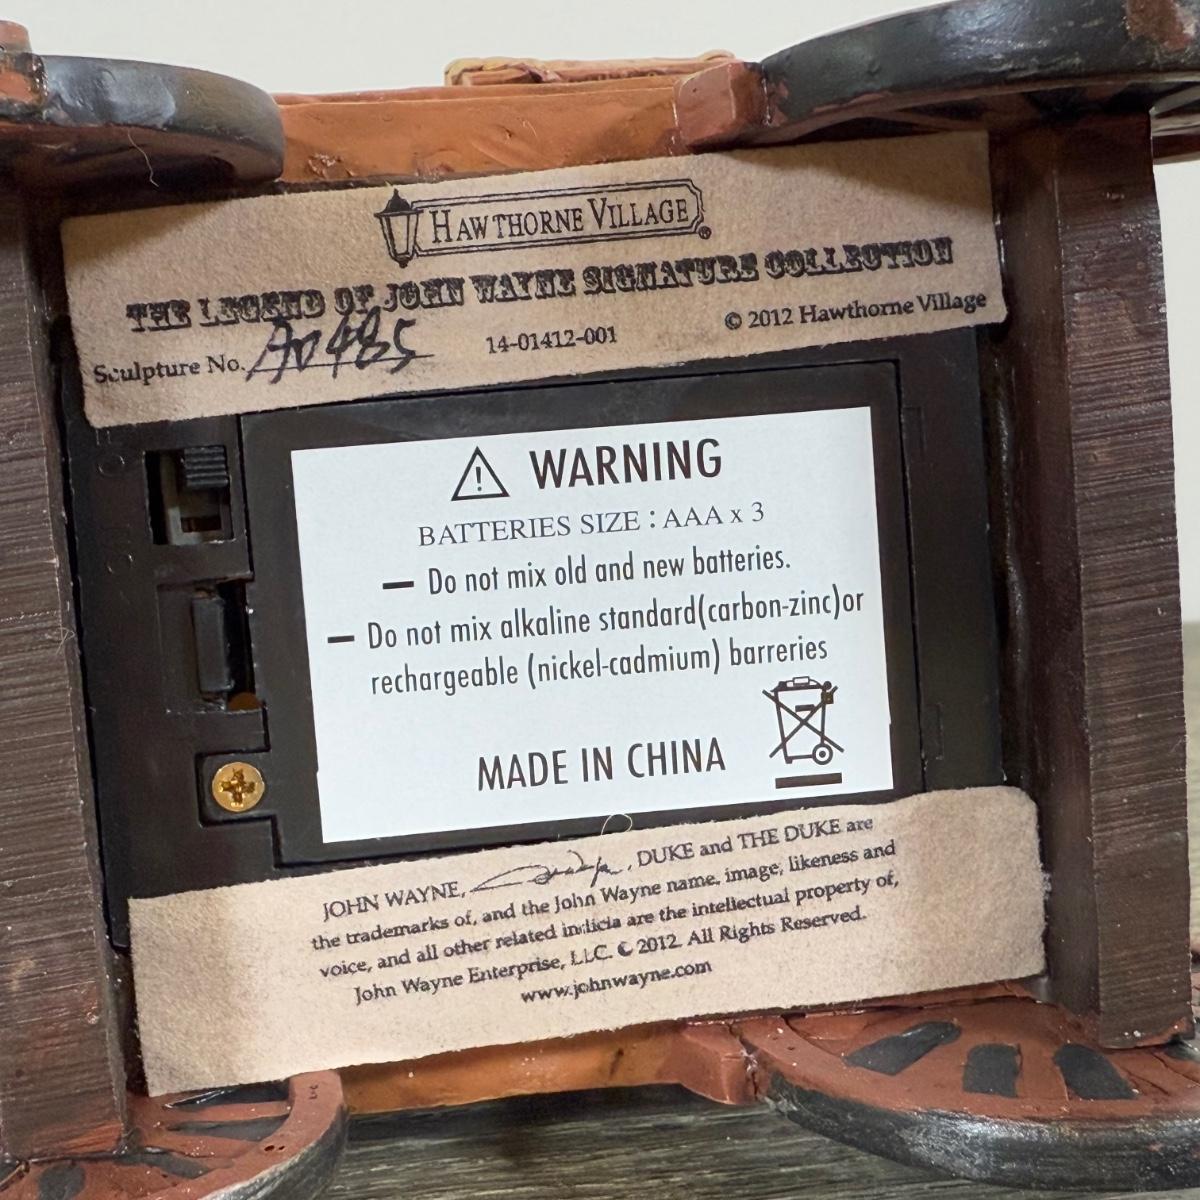 HAWTHORNE VILLAGE®
THE LEGEND OF JOHN WAYNE SIGNATURE COLLECTION
Sculpture No. A0485 14-01412-001 © 2012 Hawthorne Village
WARNING
BATTERIES SIZE : AAA x 3
— Do not mix old and new batteries.
— Do not mix alkaline standard(carbon-zinc)or
rechargeable (nickel-cadmium) barreries
MADE IN CHINA
JOHN WAYNE, , DUKE and THE DUKE are
the trademarks of, and the John Wayne name, image, likeness and
voice, and all other related indicia are the intellectual property of,
John Wayne Enterprise, LLC. © 2012. All Rights Reserved.
www.johnwayne.com